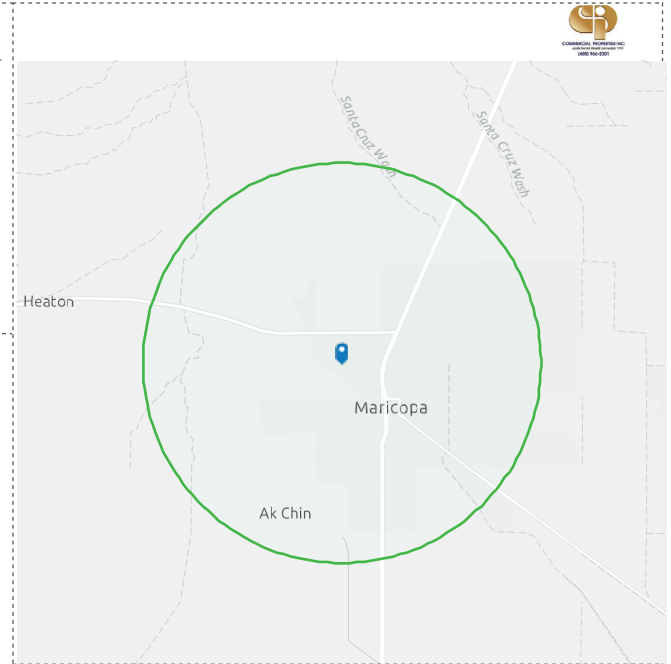 COMMERCIAL PROPERTIES INC.
Santa Cruz Wash
Santa Cruz Wash
Heaton
Maricopa
Ak Chin